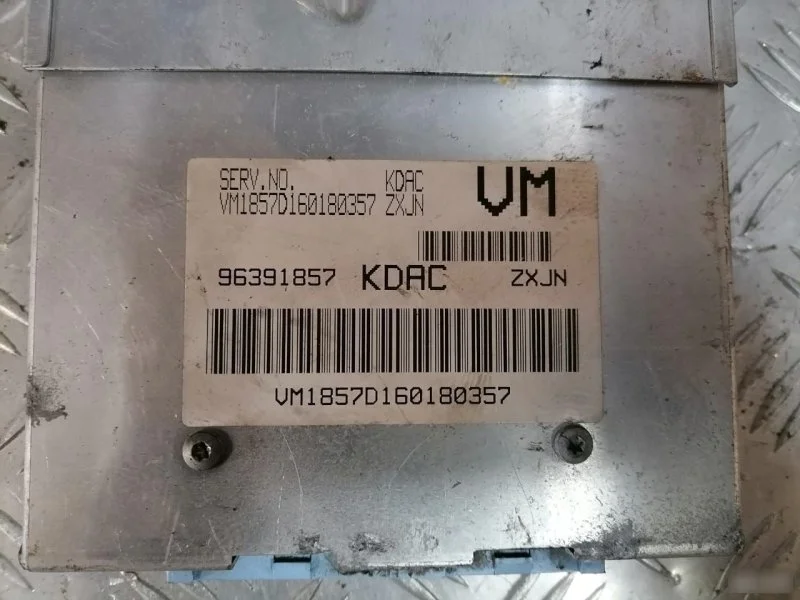 SERV.NO. KDAC VM
VM1857D160180357 ZXJN
96391857 KDAC ZXJN
VM1857D160180357